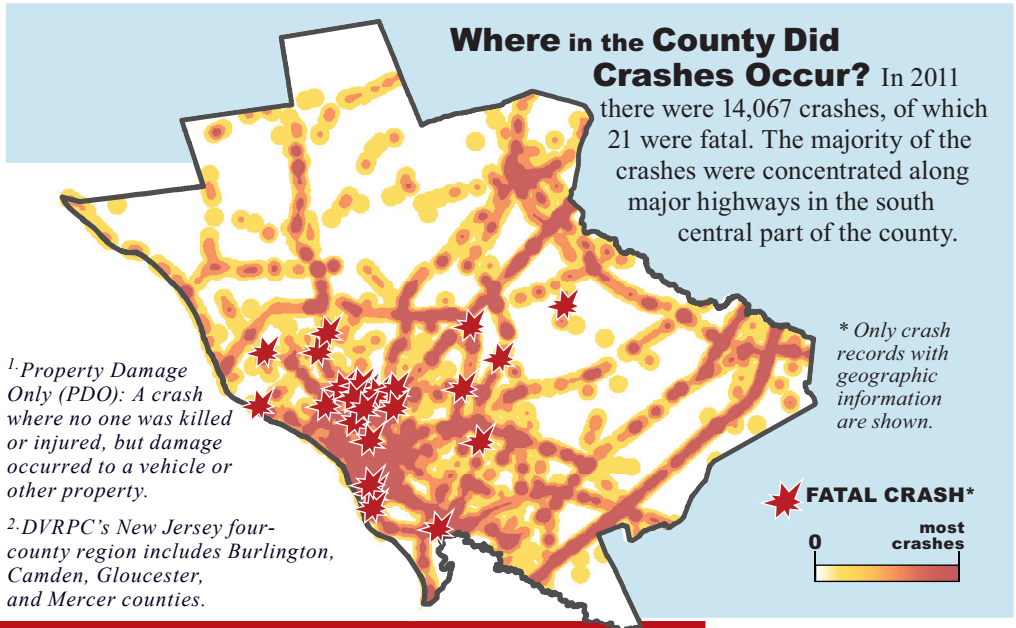 Where in the County Did
Crashes Occur? In 2011
there were 14,067 crashes, of which
21 were fatal. The majority of the
crashes were concentrated along
major highways in the south
central part of the county.
* Only crash
records with
geographic
information
are shown.
1. Property Damage
Only (PDO): A crash
where no one was killed
or injured, but damage
occurred to a vehicle or
other property.
2. DVRPC's New Jersey four-
county region includes Burlington,
Camden, Gloucester,
and Mercer counties.
FATAL CRASH*
0 most
crashes